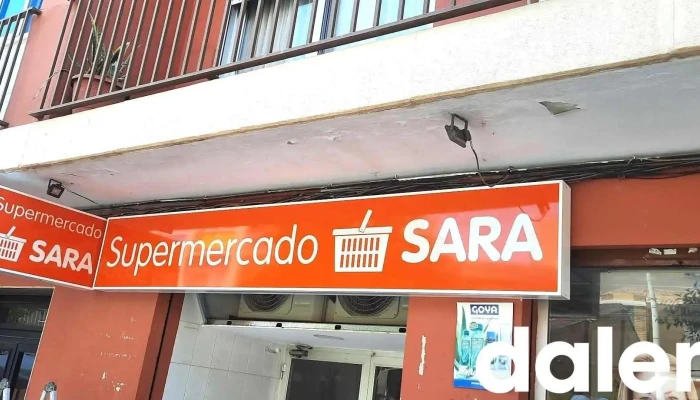 Supermercado
SARA
Supermercado SARA
GOYA
daler